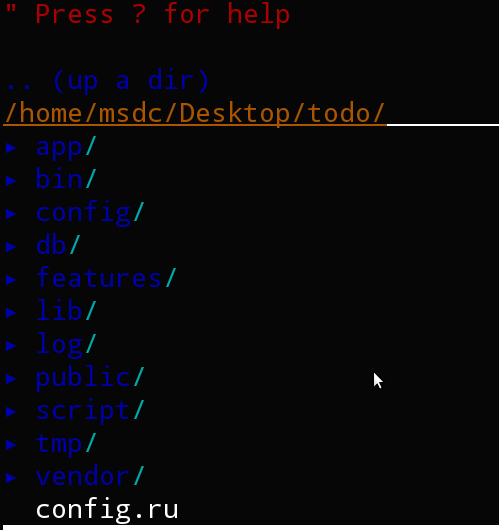 " Press ? for help
.. (up a dir)
/home/msdc/Desktop/todo/
▸ app/
▸ bin/
▸ config/
▸ db/
▸ features/
▸ lib/
▸ log/
▸ public/
▸ script/
▸ tmp/
▸ vendor/
config.ru